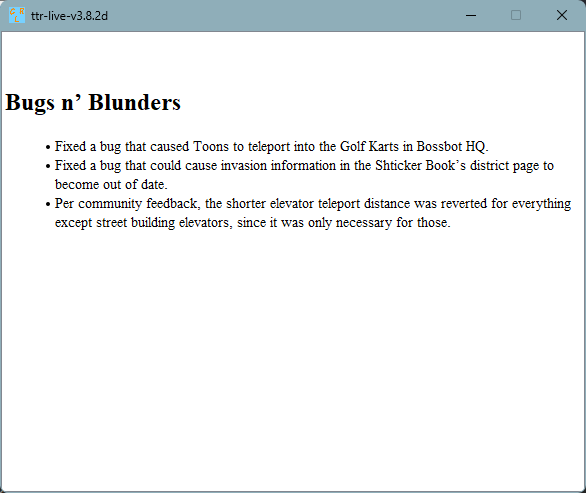 ttr-live-v3.8.2d
Bugs n’ Blunders
• Fixed a bug that caused Toons to teleport into the Golf Karts in Bossbot HQ.
• Fixed a bug that could cause invasion information in the Shticker Book’s district page to
become out of date.
• Per community feedback, the shorter elevator teleport distance was reverted for everything
except street building elevators, since it was only necessary for those.